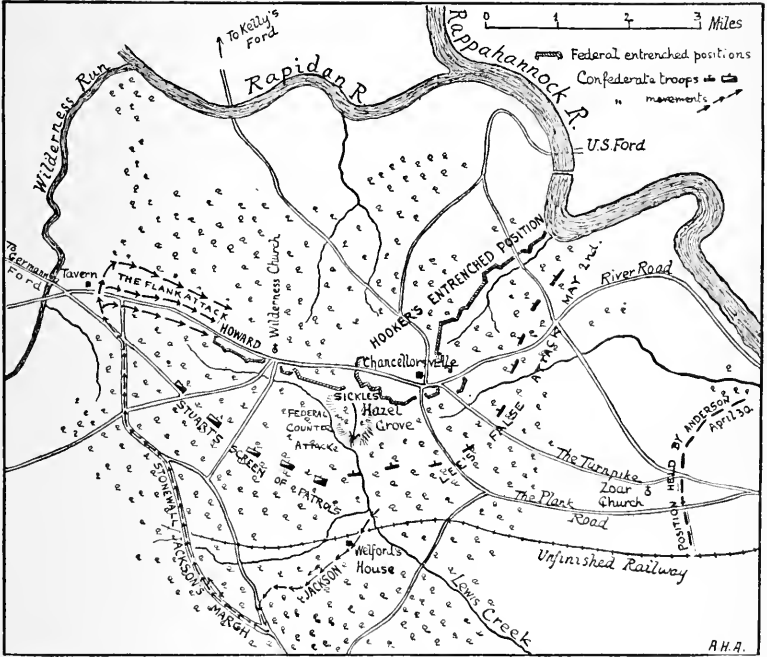 0 1 2 3 Miles
Federal entrenched positions
Confederate troops
" movements
To Kelly's
Ford
Rapidan R.
Rappahannock R.
U.S. Ford
Wilderness Run
To
Germanna
Ford
Tavern
THE FLANK ATTACK
HOWARD
Wilderness Church
HOOKER'S ENTRENCHED POSITION
River Road
LEE'S FALSE ATTACK MAY 2nd.
Chancellorsville
SICKLES
Hazel
Grove
FEDERAL
COUNTER
ATTACK
STUART'S
SCREEN OF PATROLS
STONEWALL JACKSON'S MARCH
JACKSON
Welford's
House
The Turnpike
Zoar
Church
The Plank
Road
POSITION HELD BY ANDERSON
April 30
Unfinished Railway
Lewis Creek
A.H.A.